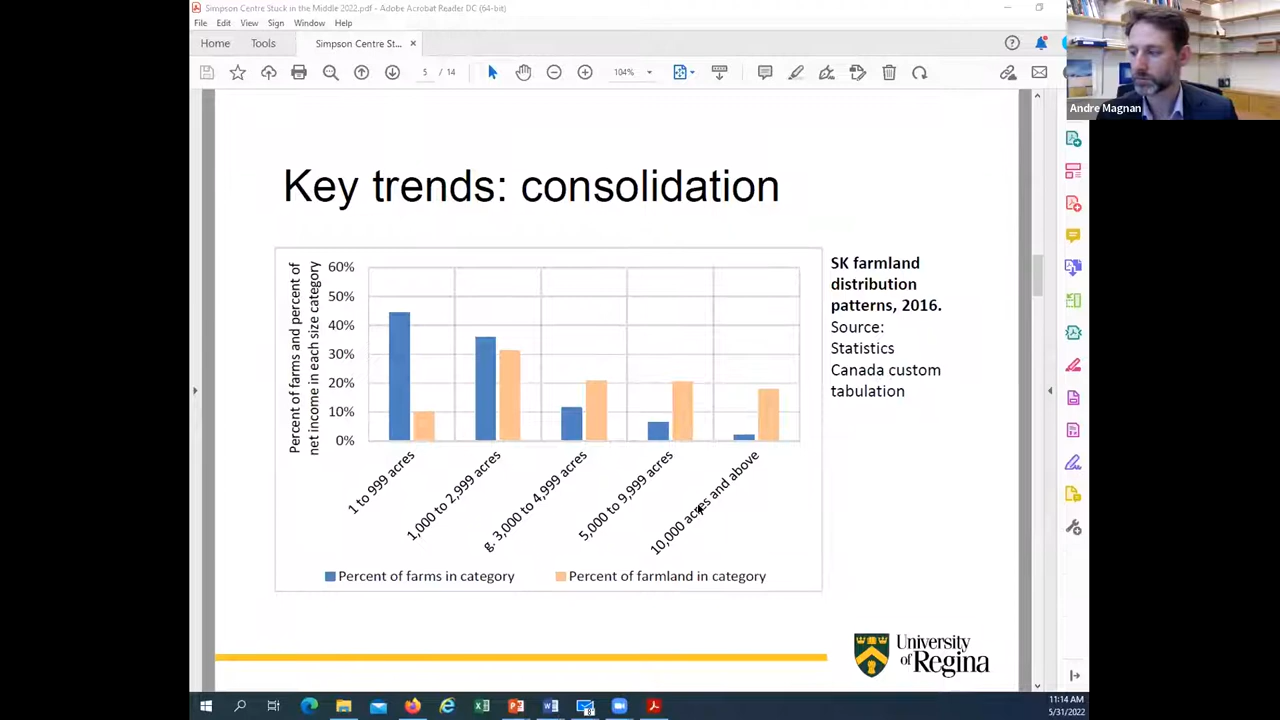 Simpson Centre Stuck in the Middle 2022.pdf - Adobe Acrobat Reader DC (64-bit)
File Edit View Sign Window Help
Home Tools Simpson Centre St... ×
5 / 14 104%
Andre Magnan
Key trends: consolidation
Percent of farms and percent of
net income in each size category
60%
50%
40%
30%
20%
10%
0%
1 to 999 acres
1,000 to 2,999 acres
g. 3,000 to 4,999 acres
5,000 to 9,999 acres
10,000 acres and above
Percent of farms in category
Percent of farmland in category
SK farmland
distribution
patterns, 2016.
Source:
Statistics
Canada custom
tabulation
University
of Regina
11:14 AM
5/31/2022